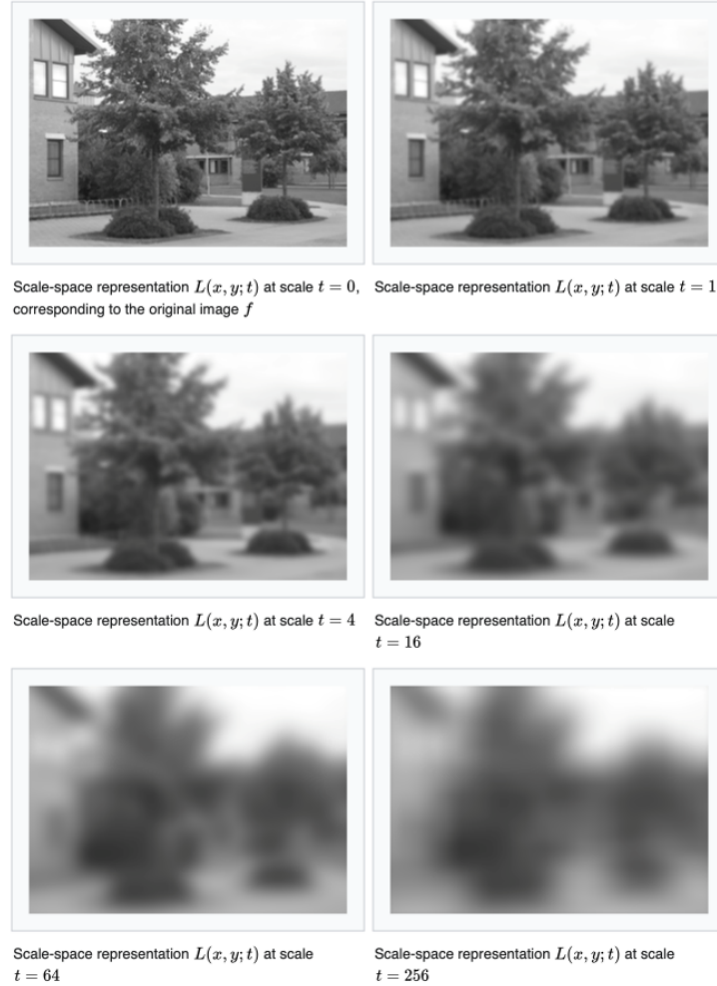 Scale-space representation L(x, y; t) at scale t = 0,
corresponding to the original image f
Scale-space representation L(x, y; t) at scale t = 1
Scale-space representation L(x, y; t) at scale t = 4
Scale-space representation L(x, y; t) at scale
t = 16
Scale-space representation L(x, y; t) at scale
t = 64
Scale-space representation L(x, y; t) at scale
t = 256